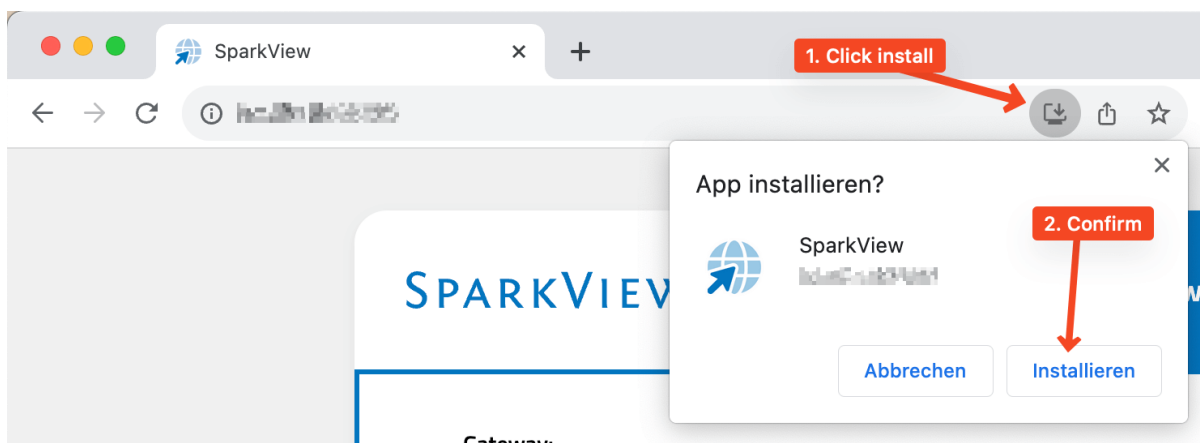 SparkView
1. Click install
App installieren?
2. Confirm
SparkView
SPARKVIEW
Abbrechen
Installieren
Gateway: